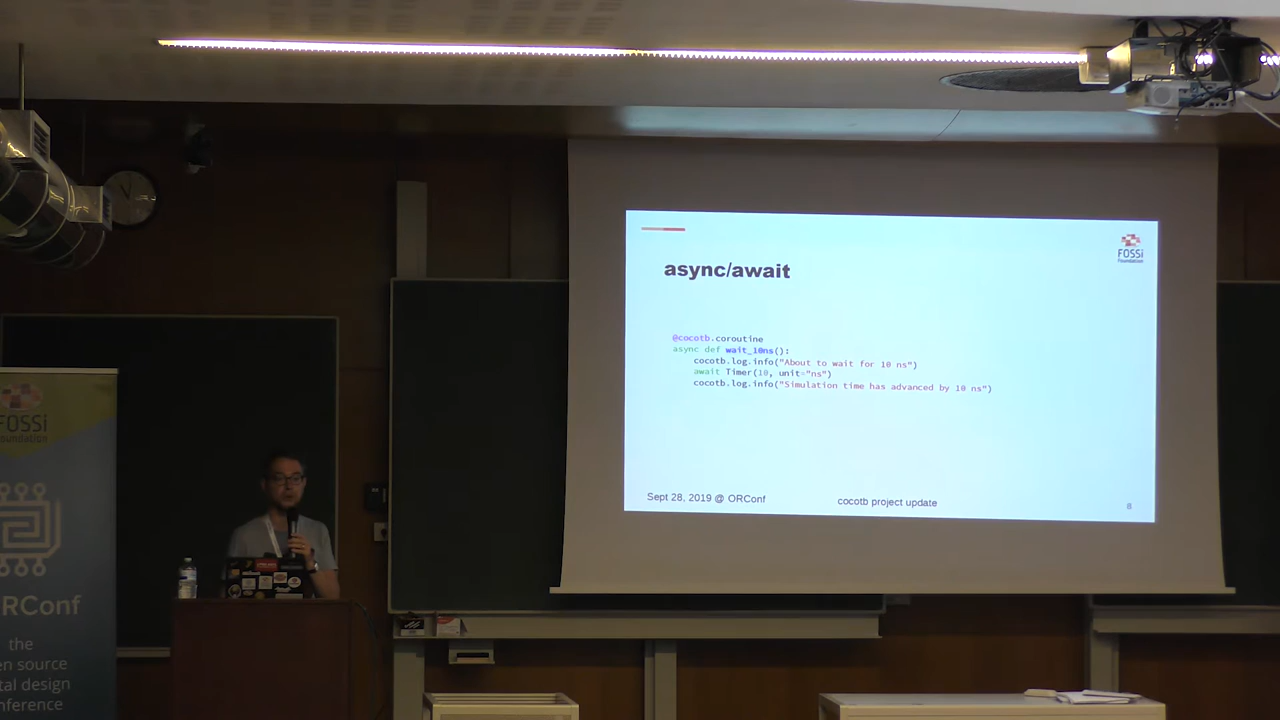 async/await
FOSSi
Foundation
@cocotb.coroutine
async def wait_10ns():
cocotb.log.info("About to wait for 10 ns")
await Timer(10, unit="ns")
cocotb.log.info("Simulation time has advanced by 10 ns")
Sept 28, 2019 @ ORConf
cocotb project update
8
FOSSi
Foundation
RConf
the
en source
tal design
nference